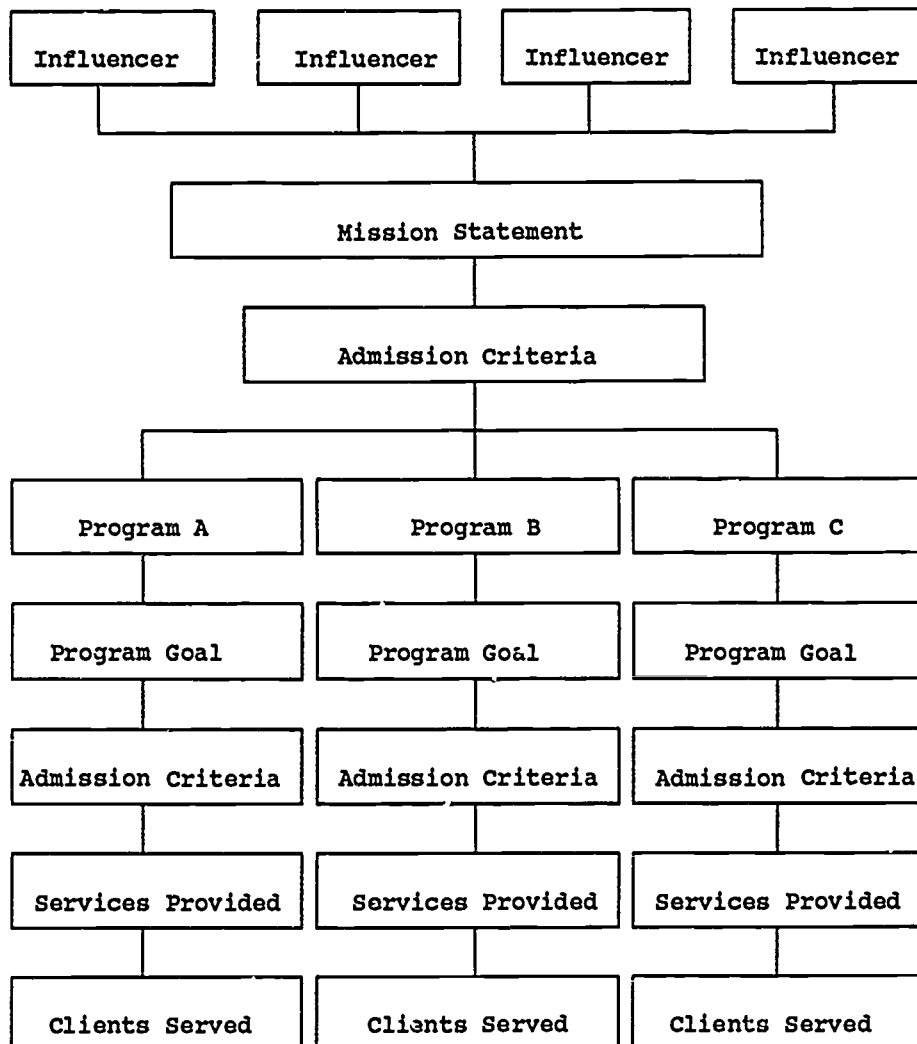 Influencer Influencer Influencer Influencer
Mission Statement
Admission Criteria
Program A Program B Program C
Program Goal Program Goal Program Goal
Admission Criteria Admission Criteria Admission Criteria
Services Provided Services Provided Services Provided
Clients Served Clients Served Clients Served